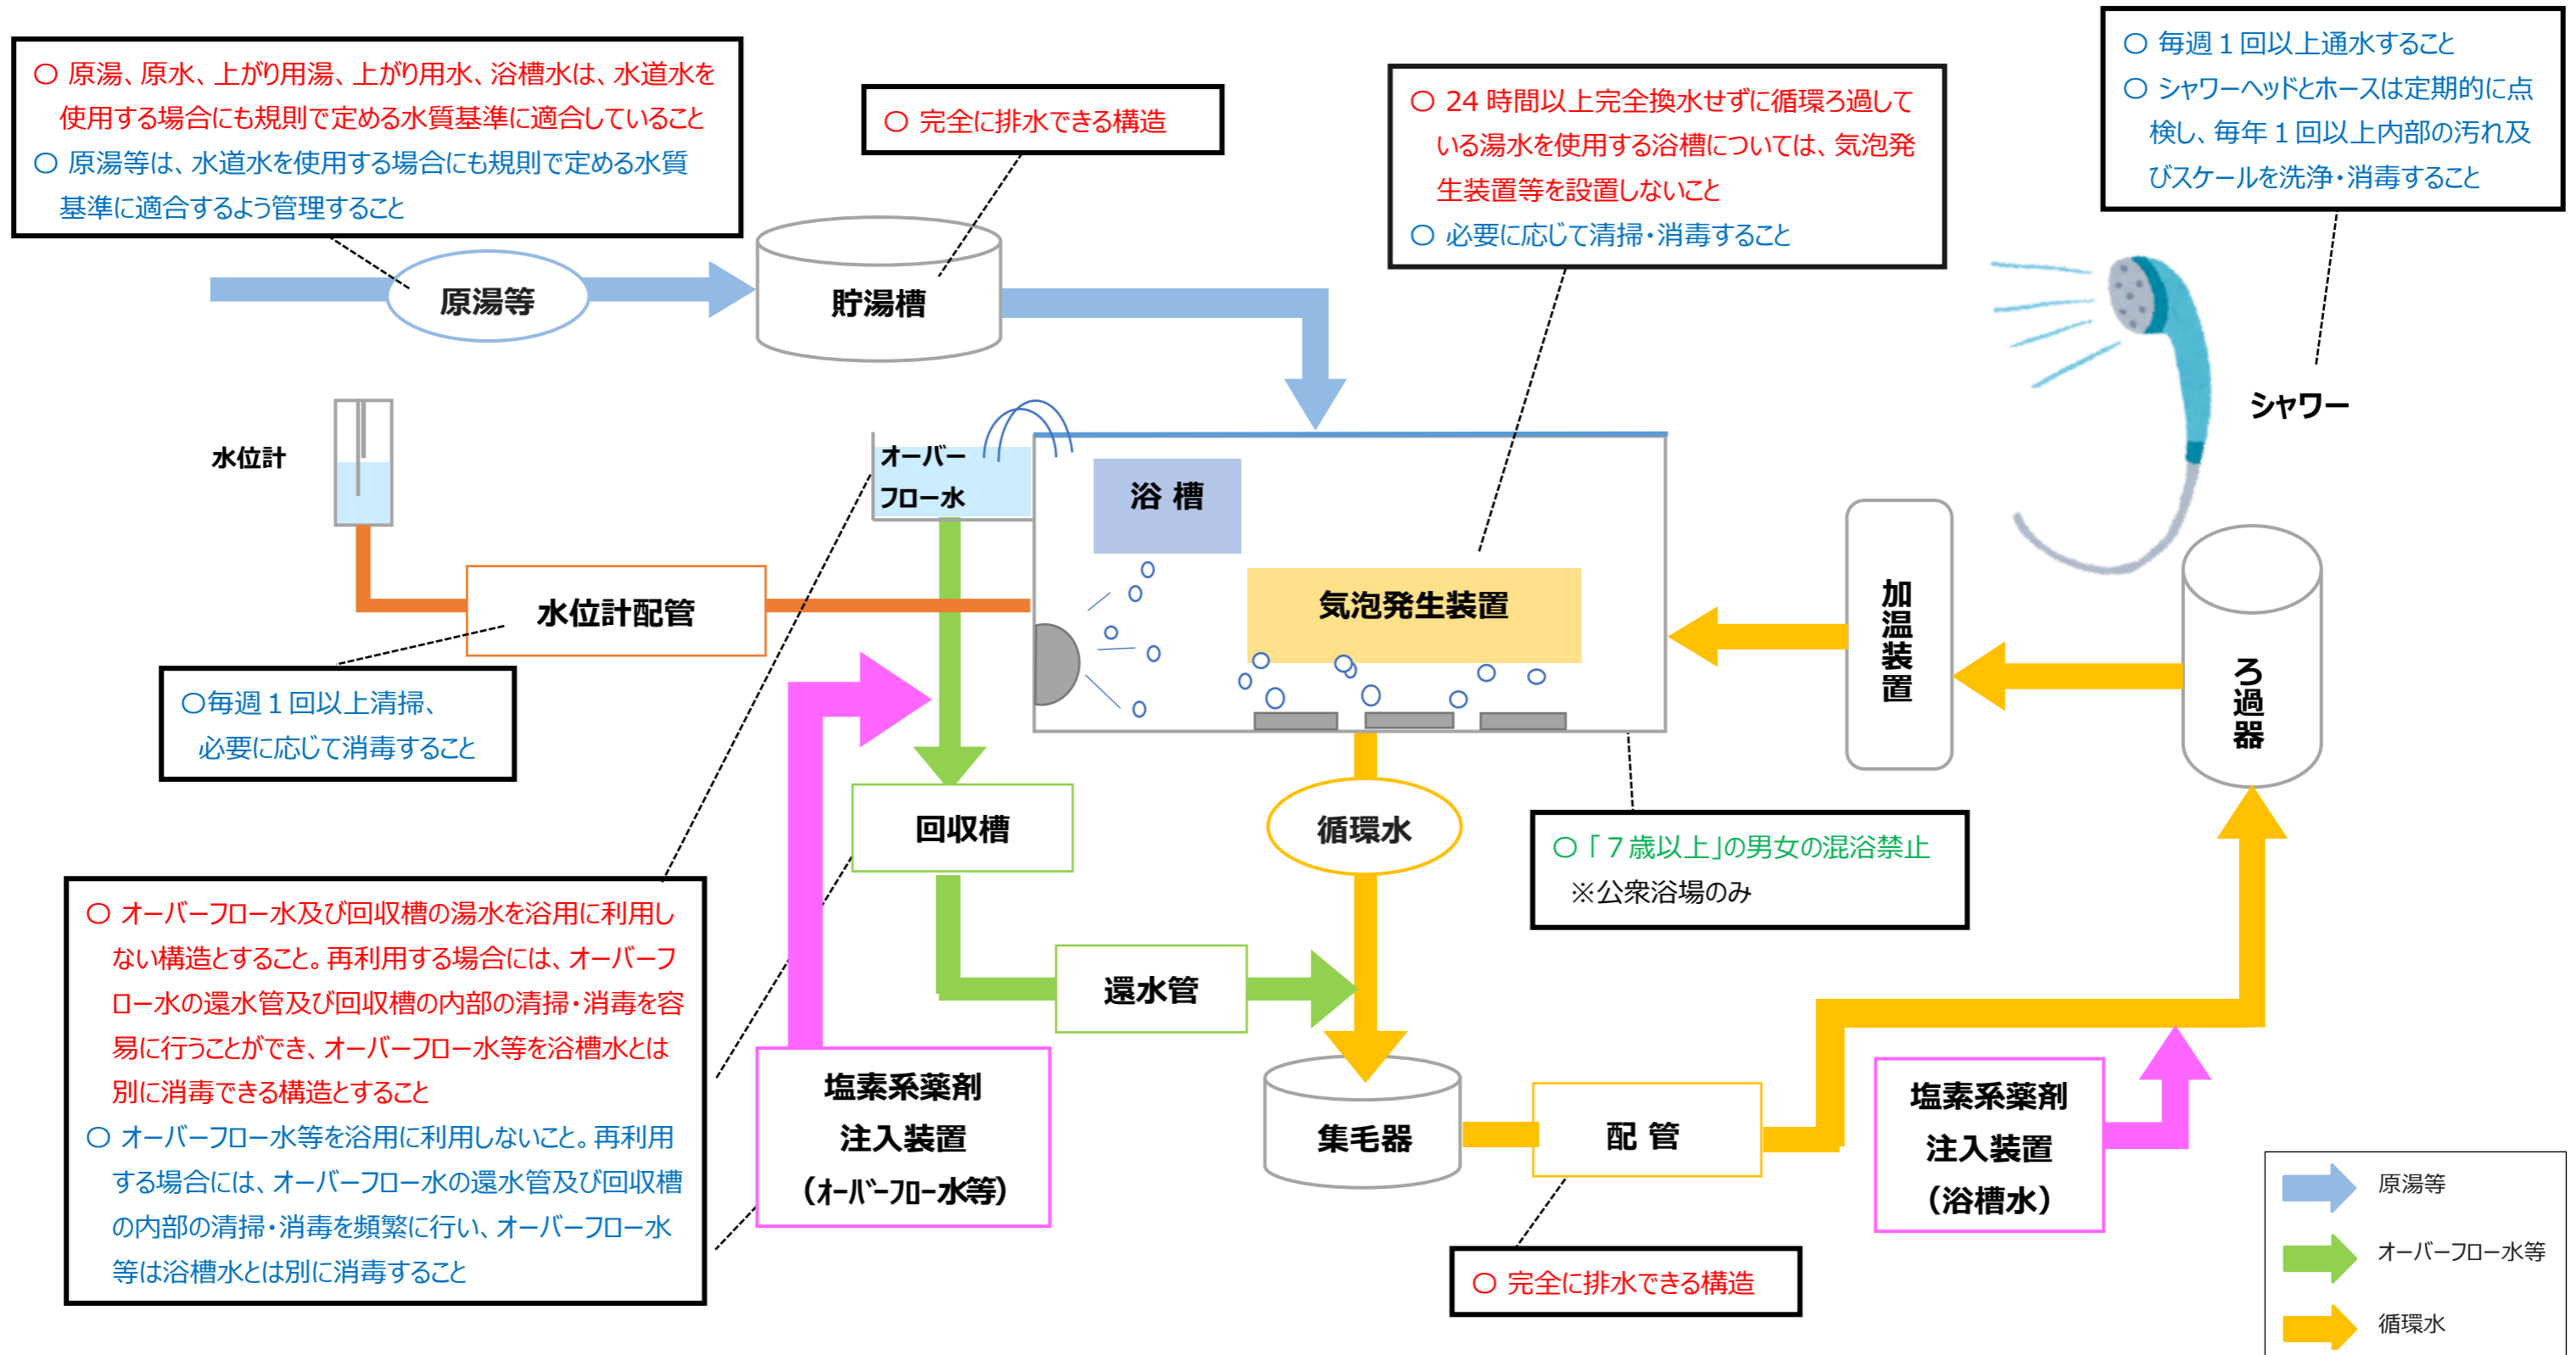 〇 原湯、原水、上がり用湯、上がり用水、浴槽水は、水道水を
使用する場合にも規則で定める水質基準に適合していること
〇 原湯等は、水道水を使用する場合にも規則で定める水質
基準に適合するよう管理すること
〇 完全に排水できる構造
〇 24 時間以上完全換水せずに循環ろ過して
いる湯水を使用する浴槽については、気泡発
生装置等を設置しないこと
〇 必要に応じて清掃・消毒すること
〇 毎週１回以上通水すること
〇 シャワーヘッドとホースは定期的に点
検し、毎年１回以上内部の汚れ及
びスケールを洗浄・消毒すること
原湯等
貯湯槽
シャワー
水位計
オーバー
フロー水
浴 槽
気泡発生装置
加温装置
ろ過器
水位計配管
〇毎週１回以上清掃、
必要に応じて消毒すること
回収槽
循環水
〇「７歳以上」の男女の混浴禁止
※公衆浴場のみ
〇 オーバーフロー水及び回収槽の湯水を浴用に利用し
ない構造とすること。再利用する場合には、オーバーフ
ロー水の還水管及び回収槽の内部の清掃・消毒を容
易に行うことができ、オーバーフロー水等を浴槽水とは
別に消毒できる構造とすること
〇 オーバーフロー水等を浴用に利用しないこと。再利用
する場合には、オーバーフロー水の還水管及び回収槽
の内部の清掃・消毒を頻繁に行い、オーバーフロー水
等は浴槽水とは別に消毒すること
還水管
塩素系薬剤
注入装置
（オーバーフロー水等）
集毛器
配 管
塩素系薬剤
注入装置
（浴槽水）
〇 完全に排水できる構造
原湯等
オーバーフロー水等
循環水